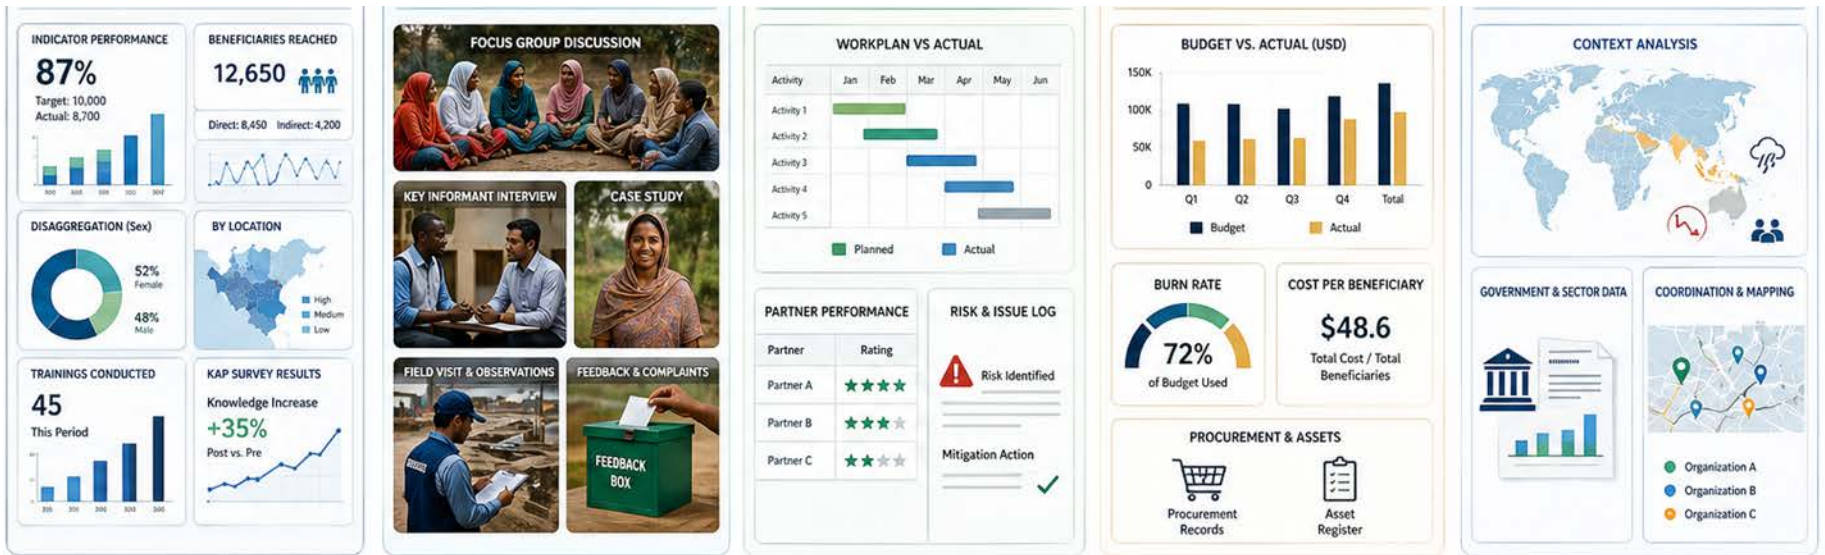 INDICATOR PERFORMANCE
87%
Target: 10,000
Actual: 8,700
BENEFICIARIES REACHED
12,650
Direct: 8,450 Indirect: 4,200
DISAGGREGATION (Sex)
52%
Female
48%
Male
BY LOCATION
High
Medium
Low
TRAININGS CONDUCTED
45
This Period
KAP SURVEY RESULTS
Knowledge Increase
+35%
Post vs. Pre
FOCUS GROUP DISCUSSION
KEY INFORMANT INTERVIEW
CASE STUDY
FIELD VISIT & OBSERVATIONS
FEEDBACK & COMPLAINTS
FEEDBACK
BOX
WORKPLAN VS ACTUAL
Activity Jan Feb Mar Apr May Jun
Activity 1
Activity 2
Activity 3
Activity 4
Activity 5
Planned Actual
PARTNER PERFORMANCE
Partner Rating
Partner A
Partner B
Partner C
RISK & ISSUE LOG
Risk Identified
Mitigation Action
BUDGET VS. ACTUAL (USD)
150K
100K
50K
0
Q1 Q2 Q3 Q4 Total
Budget Actual
BURN RATE
72%
of Budget Used
COST PER BENEFICIARY
$48.6
Total Cost / Total
Beneficiaries
PROCUREMENT & ASSETS
Procurement
Records
Asset
Register
CONTEXT ANALYSIS
GOVERNMENT & SECTOR DATA
COORDINATION & MAPPING
Organization A
Organization B
Organization C